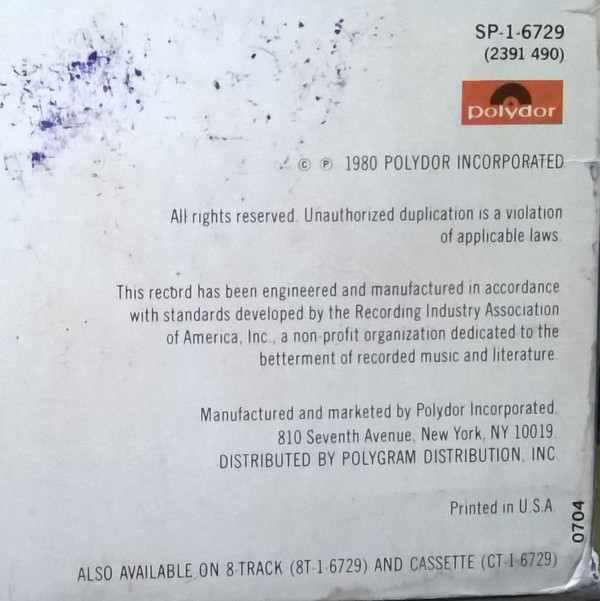 SP-1-6729
(2391 490)
polydor
© ℗ 1980 POLYDOR INCORPORATED
All rights reserved. Unauthorized duplication is a violation
of applicable laws.
This record has been engineered and manufactured in accordance
with standards developed by the Recording Industry Association
of America, Inc., a non-profit organization dedicated to the
betterment of recorded music and literature.
Manufactured and marketed by Polydor Incorporated,
810 Seventh Avenue, New York, NY 10019.
DISTRIBUTED BY POLYGRAM DISTRIBUTION, INC.
Printed in U.S.A.
0704
ALSO AVAILABLE ON 8-TRACK (8T-1-6729) AND CASSETTE (CT-1-6729)